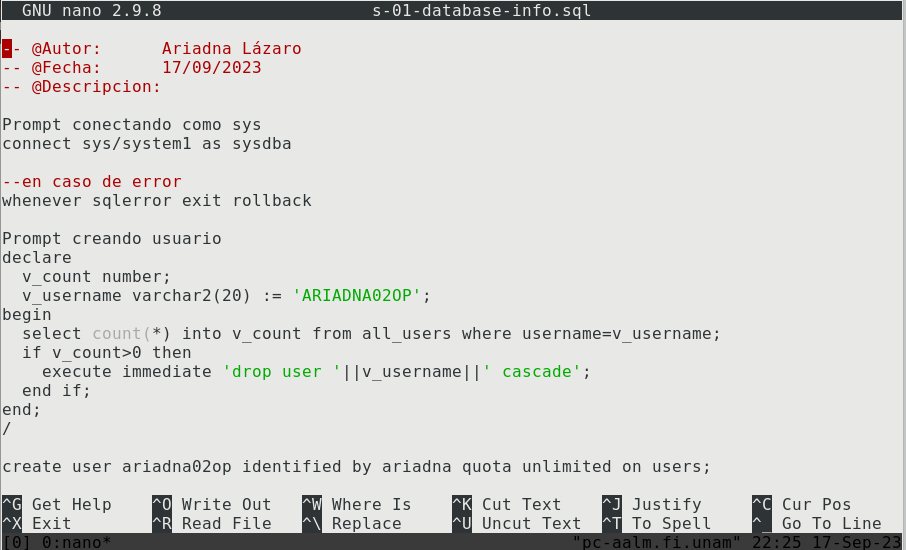 GNU nano 2.9.8 s-01-database-info.sql
-- @Autor: Ariadna Lázaro
-- @Fecha: 17/09/2023
-- @Descripcion:
Prompt conectando como sys
connect sys/system1 as sysdba
--en caso de error
whenever sqlerror exit rollback
Prompt creando usuario
declare
v_count number;
v_username varchar2(20) := 'ARIADNA02OP';
begin
select count(*) into v_count from all_users where username=v_username;
if v_count>0 then
execute immediate 'drop user '||v_username||' cascade';
end if;
end;
/
create user ariadna02op identified by ariadna quota unlimited on users;
^G Get Help ^O Write Out ^W Where Is ^K Cut Text ^J Justify ^C Cur Pos
^X Exit ^R Read File ^\ Replace ^U Uncut Text ^T To Spell ^_ Go To Line
[0] 0:nano* "pc-aalm.fi.unam" 22:25 17-Sep-23